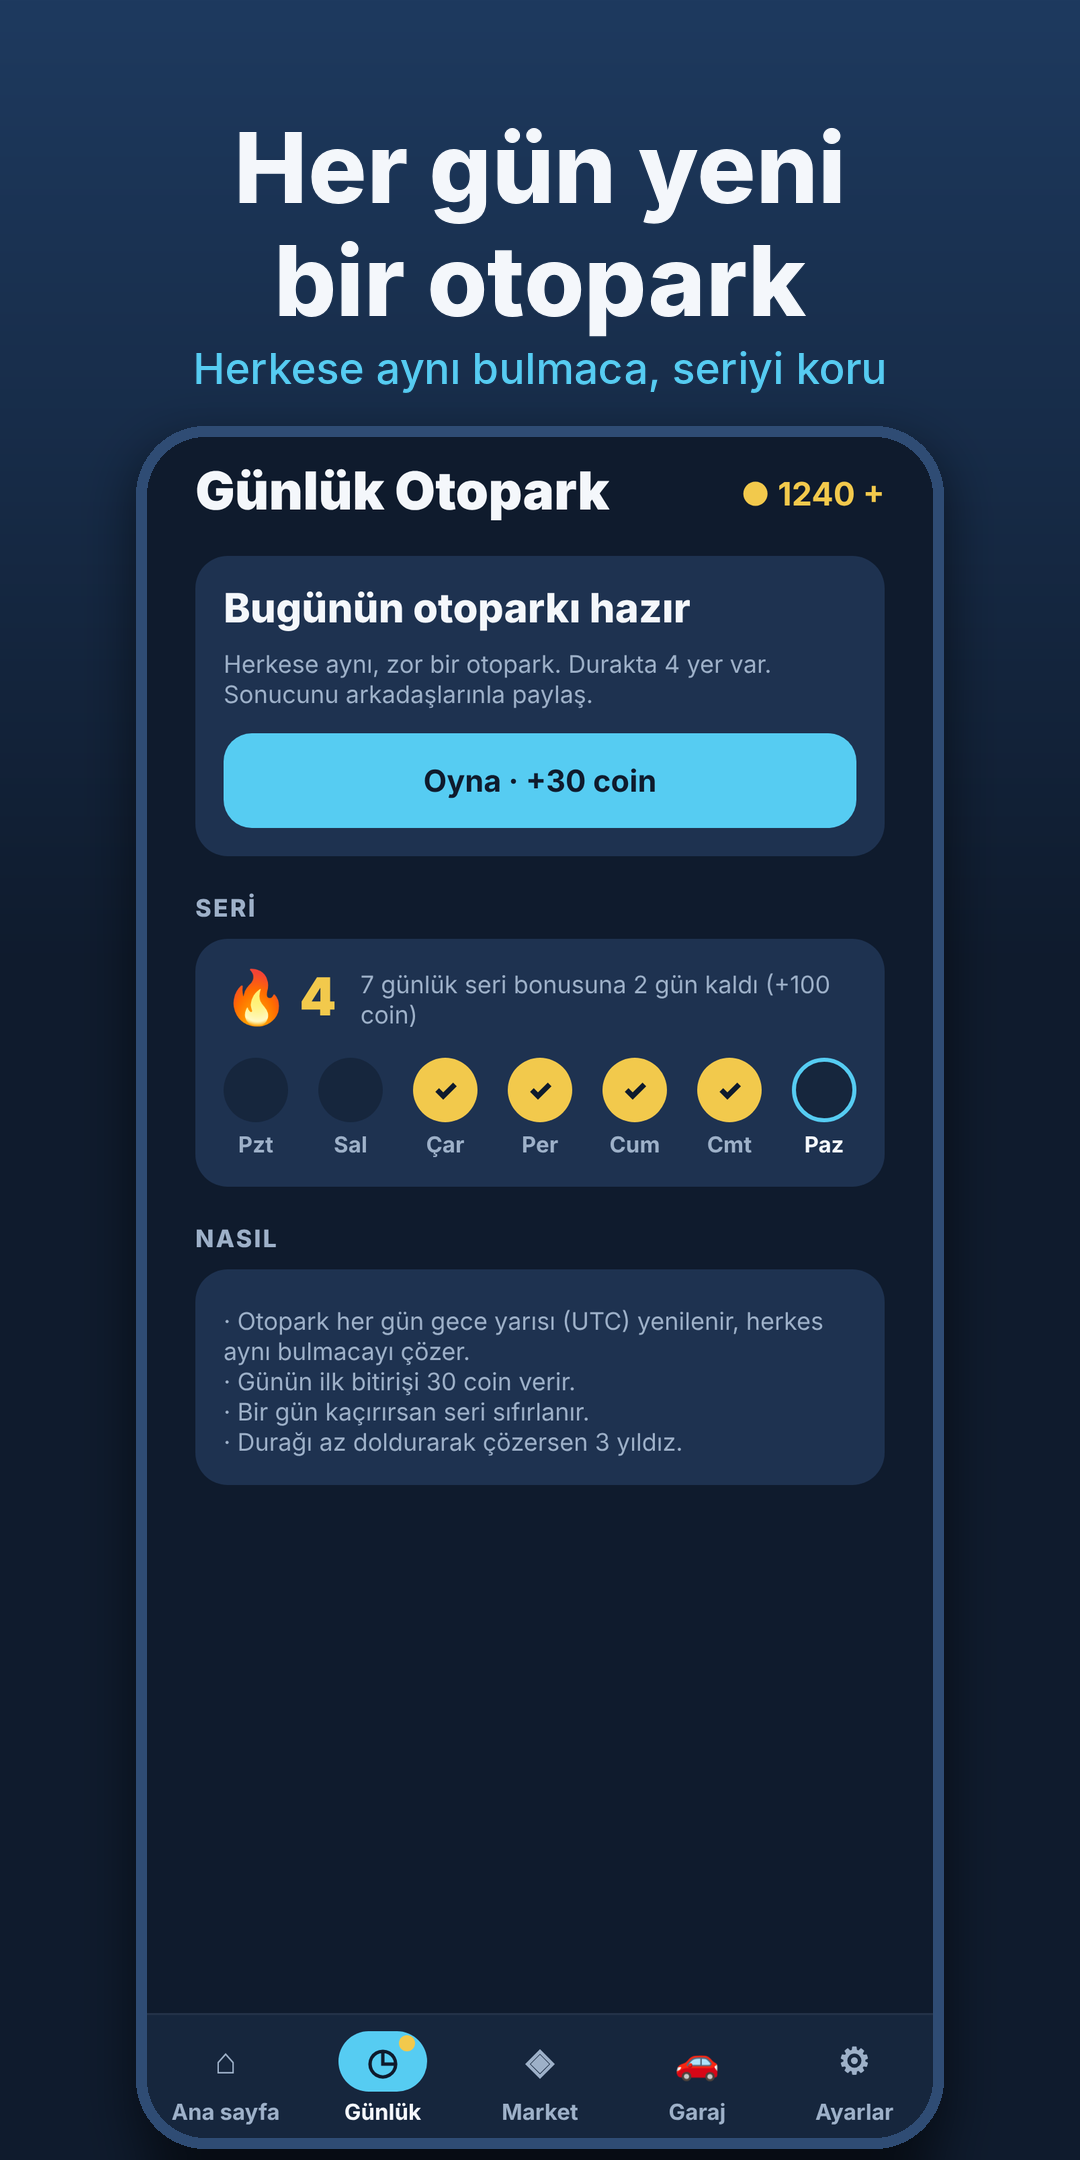 Her gün yeni
bir otopark
Herkese aynı bulmaca, seriyi koru
Günlük Otopark
1240 +
Bugünün otoparkı hazır
Herkese aynı, zor bir otopark. Durakta 4 yer var.
Sonucunu arkadaşlarınla paylaş.
Oyna · +30 coin
SERİ
4
7 günlük seri bonusuna 2 gün kaldı (+100
coin)
Pzt Sal Çar Per Cum Cmt Paz
NASIL
· Otopark her gün gece yarısı (UTC) yenilenir, herkes
aynı bulmacayı çözer.
· Günün ilk bitirişi 30 coin verir.
· Bir gün kaçırırsan seri sıfırlanır.
· Durağı az doldurarak çözersen 3 yıldız.
Ana sayfa Günlük Market Garaj Ayarlar